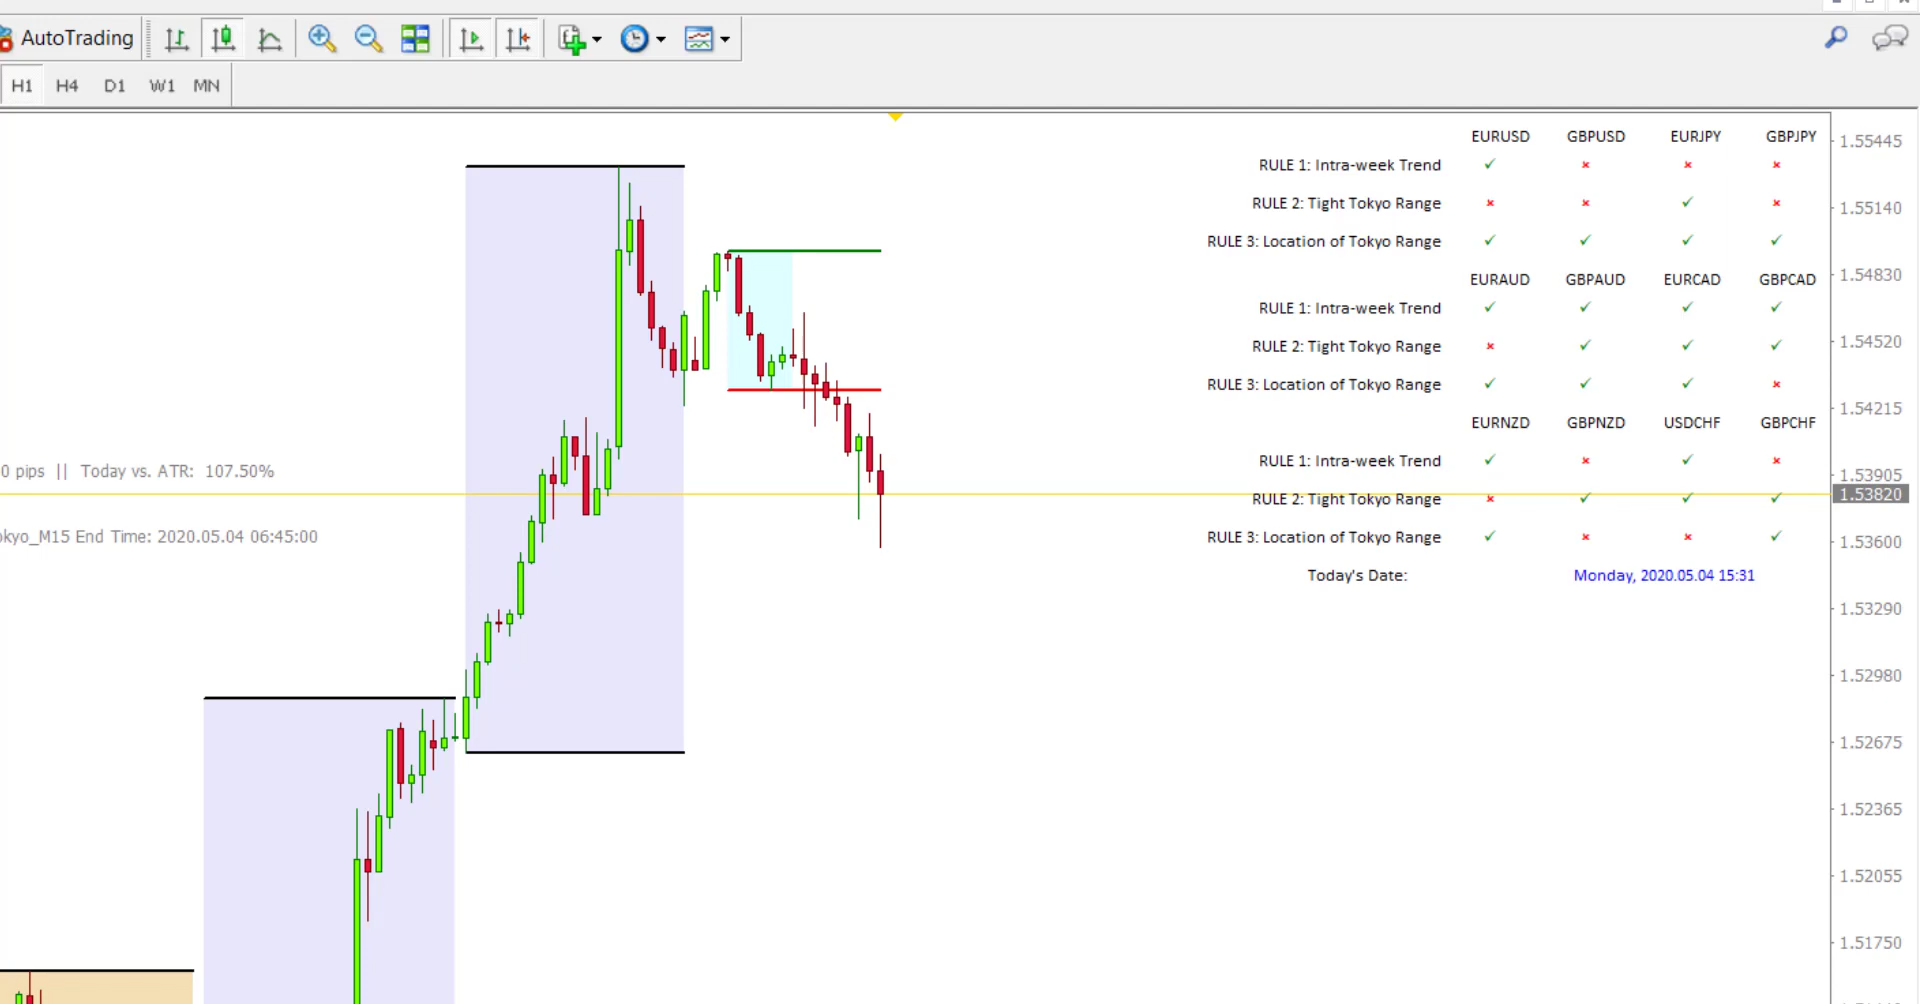 AutoTrading
H1 H4 D1 W1 MN
EURUSD GBPUSD EURJPY GBPJPY
1.55445
RULE 1: Intra-week Trend ✓ × × ×
RULE 2: Tight Tokyo Range × × ✓ ×
1.55140
RULE 3: Location of Tokyo Range ✓ ✓ ✓ ✓
EURAUD GBPAUD EURCAD GBPCAD
1.54830
RULE 1: Intra-week Trend ✓ ✓ ✓ ✓
RULE 2: Tight Tokyo Range × ✓ ✓ ✓
1.54520
RULE 3: Location of Tokyo Range ✓ ✓ ✓ ×
1.54215
EURNZD GBPNZD USDCHF GBPCHF
RULE 1: Intra-week Trend ✓ × ✓ ×
0 pips || Today vs. ATR: 107.50%
1.53905
1.53820
RULE 2: Tight Tokyo Range × ✓ ✓ ✓
okyo_M15 End Time: 2020.05.04 06:45:00
RULE 3: Location of Tokyo Range ✓ × × ✓
1.53600
Today's Date: Monday, 2020.05.04 15:31
1.53290
1.52980
1.52675
1.52365
1.52055
1.51750